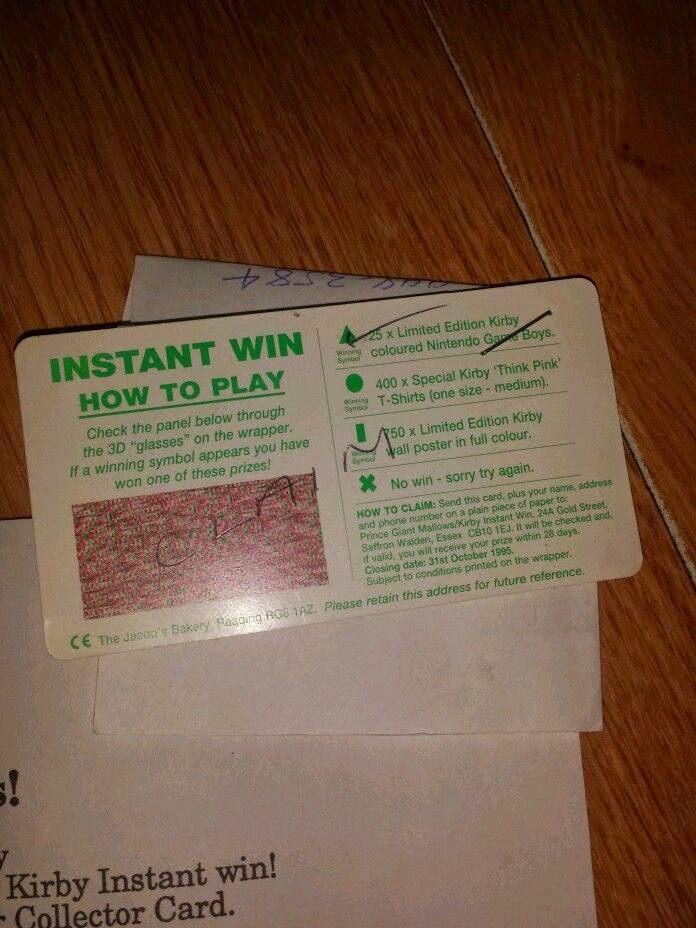 INSTANT WIN
HOW TO PLAY
Check the panel below through
the 3D "glasses" on the wrapper.
If a winning symbol appears you have
won one of these prizes!
CE The Jacob's Bakery, Reading RG6 1AZ. Please retain this address for future reference.
Winning
Symbol
25 x Limited Edition Kirby
coloured Nintendo Game Boys.
Winning
Symbol
400 x Special Kirby 'Think Pink'
T-Shirts (one size - medium).
Winning
Symbol
750 x Limited Edition Kirby
wall poster in full colour.
No win - sorry try again.
HOW TO CLAIM: Send this card, plus your name, address
and phone number on a plain piece of paper to:
Prince Giant Mallows/Kirby Instant Win, 24A Gold Street,
Saffron Walden, Essex CB10 1EJ. It will be checked and,
if valid, you will receive your prize within 28 days.
Closing date: 31st October 1995.
Subject to conditions printed on the wrapper.
s!
y
Kirby Instant win!
r Collector Card.